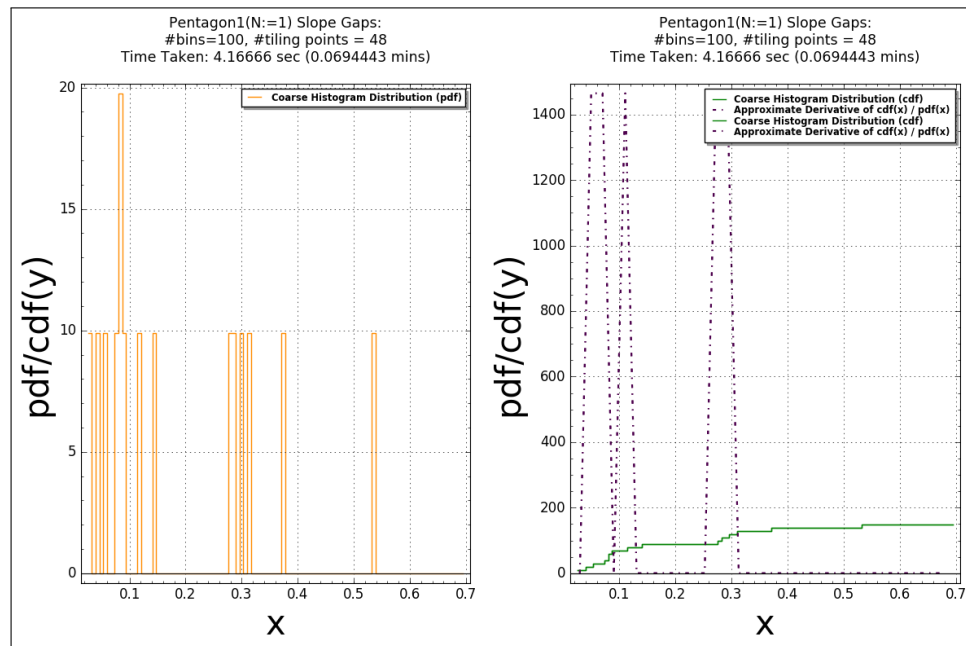 Pentagon1(N:=1) Slope Gaps:
#bins=100, #tiling points = 48
Time Taken: 4.16666 sec (0.0694443 mins)
Coarse Histogram Distribution (pdf)
pdf/cdf(y)
20
15
10
5
0
0.1 0.2 0.3 0.4 0.5 0.6 0.7
x
Pentagon1(N:=1) Slope Gaps:
#bins=100, #tiling points = 48
Time Taken: 4.16666 sec (0.0694443 mins)
Coarse Histogram Distribution (cdf)
Approximate Derivative of cdf(x) / pdf(x)
Coarse Histogram Distribution (cdf)
Approximate Derivative of cdf(x) / pdf(x)
pdf/cdf(y)
1400
1200
1000
800
600
400
200
0
0.1 0.2 0.3 0.4 0.5 0.6 0.7
x